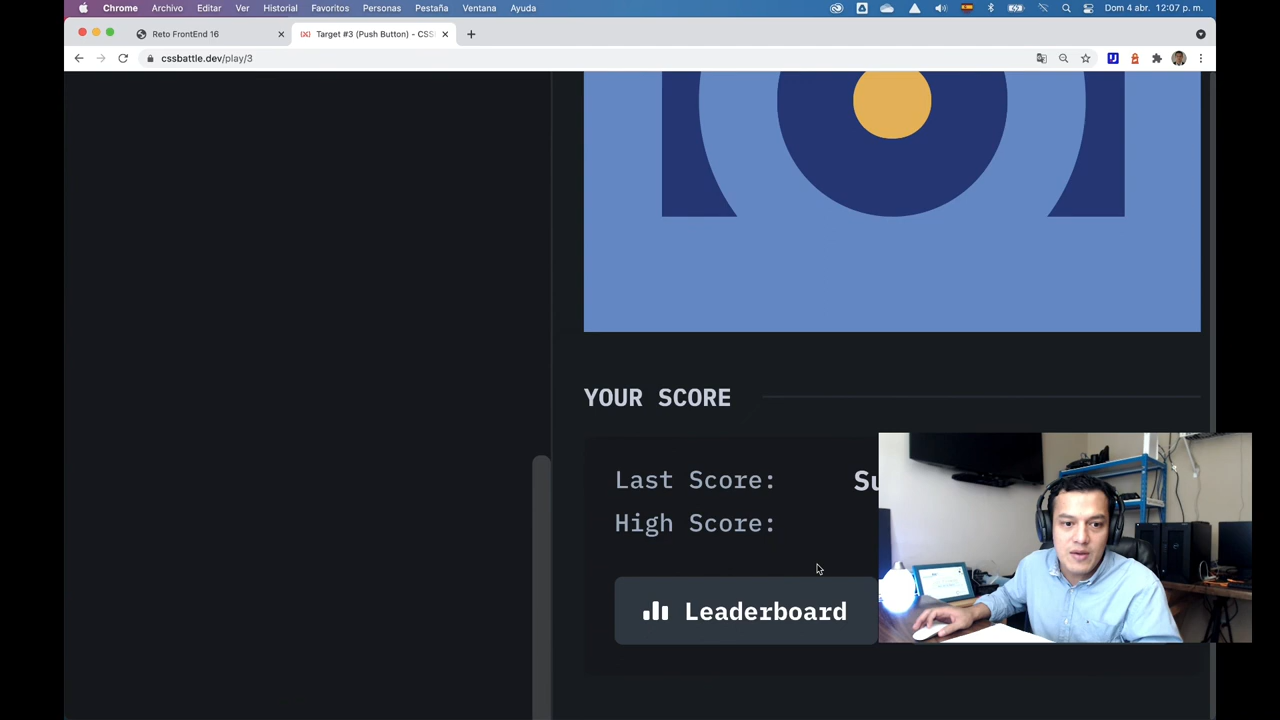 Chrome Archivo Editar Ver Historial Favoritos Personas Pestaña Ventana Ayuda Dom 4 abr. 12:07 p. m.
Reto FrontEnd 16 Target #3 (Push Button) - CSS
cssbattle.dev/play/3
YOUR SCORE
Last Score: Su
High Score:
Leaderboard